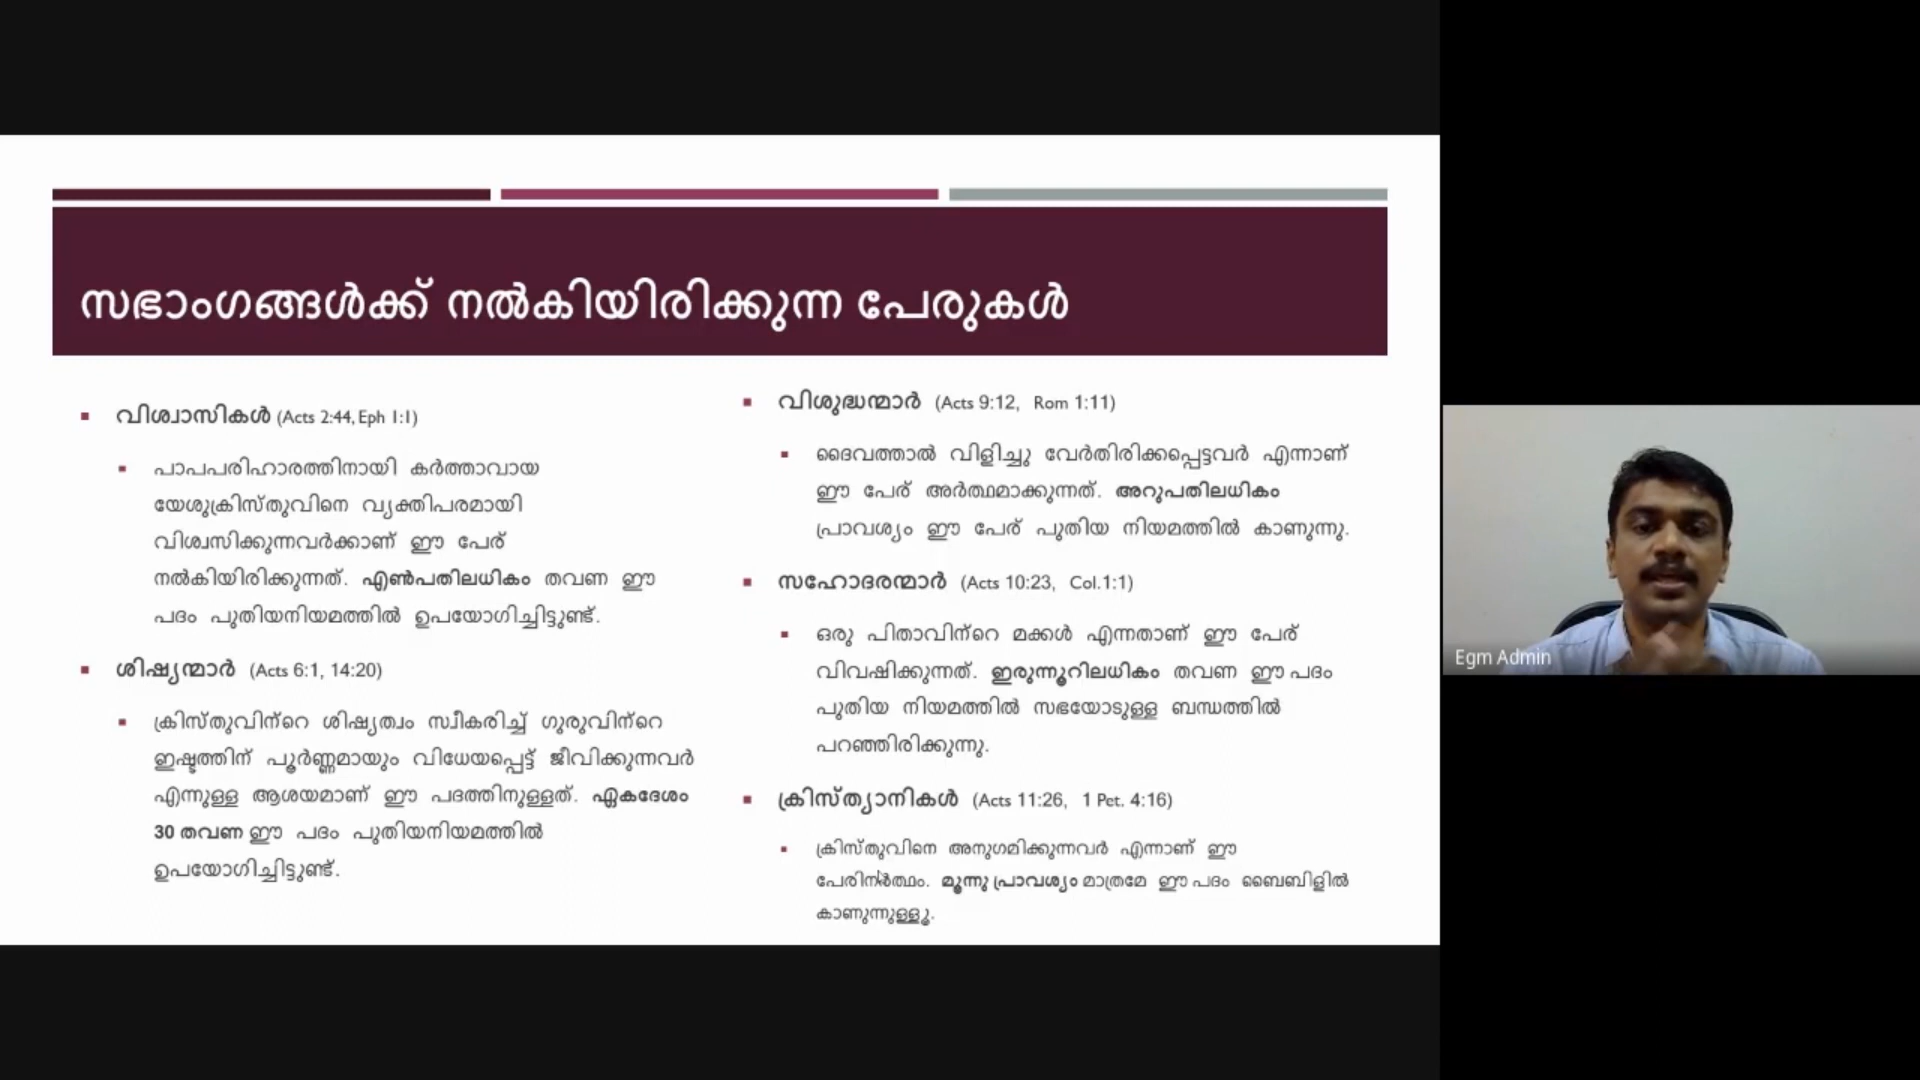 സഭാംഗങ്ങൾക്ക് നൽകിയിരിക്കുന്ന പേരുകൾ
വിശ്വാസികൾ (Acts 2:44, Eph 1:1)
പാപപരിഹാരത്തിനായി കർത്താവായ
യേശുക്രിസ്തുവിനെ വ്യക്തിപരമായി
വിശ്വസിക്കുന്നവർക്കാണ് ഈ പേര്
നൽകിയിരിക്കുന്നത്. എൺപതിലധികം തവണ ഈ
പദം പുതിയനിയമത്തിൽ ഉപയോഗിച്ചിട്ടുണ്ട്.
ശിഷ്യന്മാർ (Acts 6:1, 14:20)
ക്രിസ്തുവിന്റെ ശിഷ്യത്വം സ്വീകരിച്ച് ഗുരുവിന്റെ
ഇഷ്ടത്തിന് പൂർണ്ണമായും വിധേയപ്പെട്ട് ജീവിക്കുന്നവർ
എന്നുള്ള ആശയമാണ് ഈ പദത്തിനുള്ളത്. ഏകദേശം
30 തവണ ഈ പദം പുതിയനിയമത്തിൽ
ഉപയോഗിച്ചിട്ടുണ്ട്.
വിശുദ്ധന്മാർ (Acts 9:12, Rom 1:11)
ദൈവത്താൽ വിളിച്ചു വേർതിരിക്കപ്പെട്ടവർ എന്നാണ്
ഈ പേര് അർത്ഥമാക്കുന്നത്. അറുപതിലധികം
പ്രാവശ്യം ഈ പേര് പുതിയ നിയമത്തിൽ കാണുന്നു.
സഹോദരന്മാർ (Acts 10:23, Col.1:1)
ഒരു പിതാവിന്റെ മക്കൾ എന്നതാണ് ഈ പേര്
വിവഷിക്കുന്നത്. ഇരുന്നൂറിലധികം തവണ ഈ പദം
പുതിയ നിയമത്തിൽ സഭയോടുള്ള ബന്ധത്തിൽ
പറഞ്ഞിരിക്കുന്നു.
ക്രിസ്ത്യാനികൾ (Acts 11:26, 1 Pet. 4:16)
ക്രിസ്തുവിനെ അനുഗമിക്കുന്നവർ എന്നാണ് ഈ
പേരിനർത്ഥം. മൂന്നു പ്രാവശ്യം മാത്രമേ ഈ പദം ബൈബിളിൽ
കാണുന്നുള്ളൂ.
Egm Admin